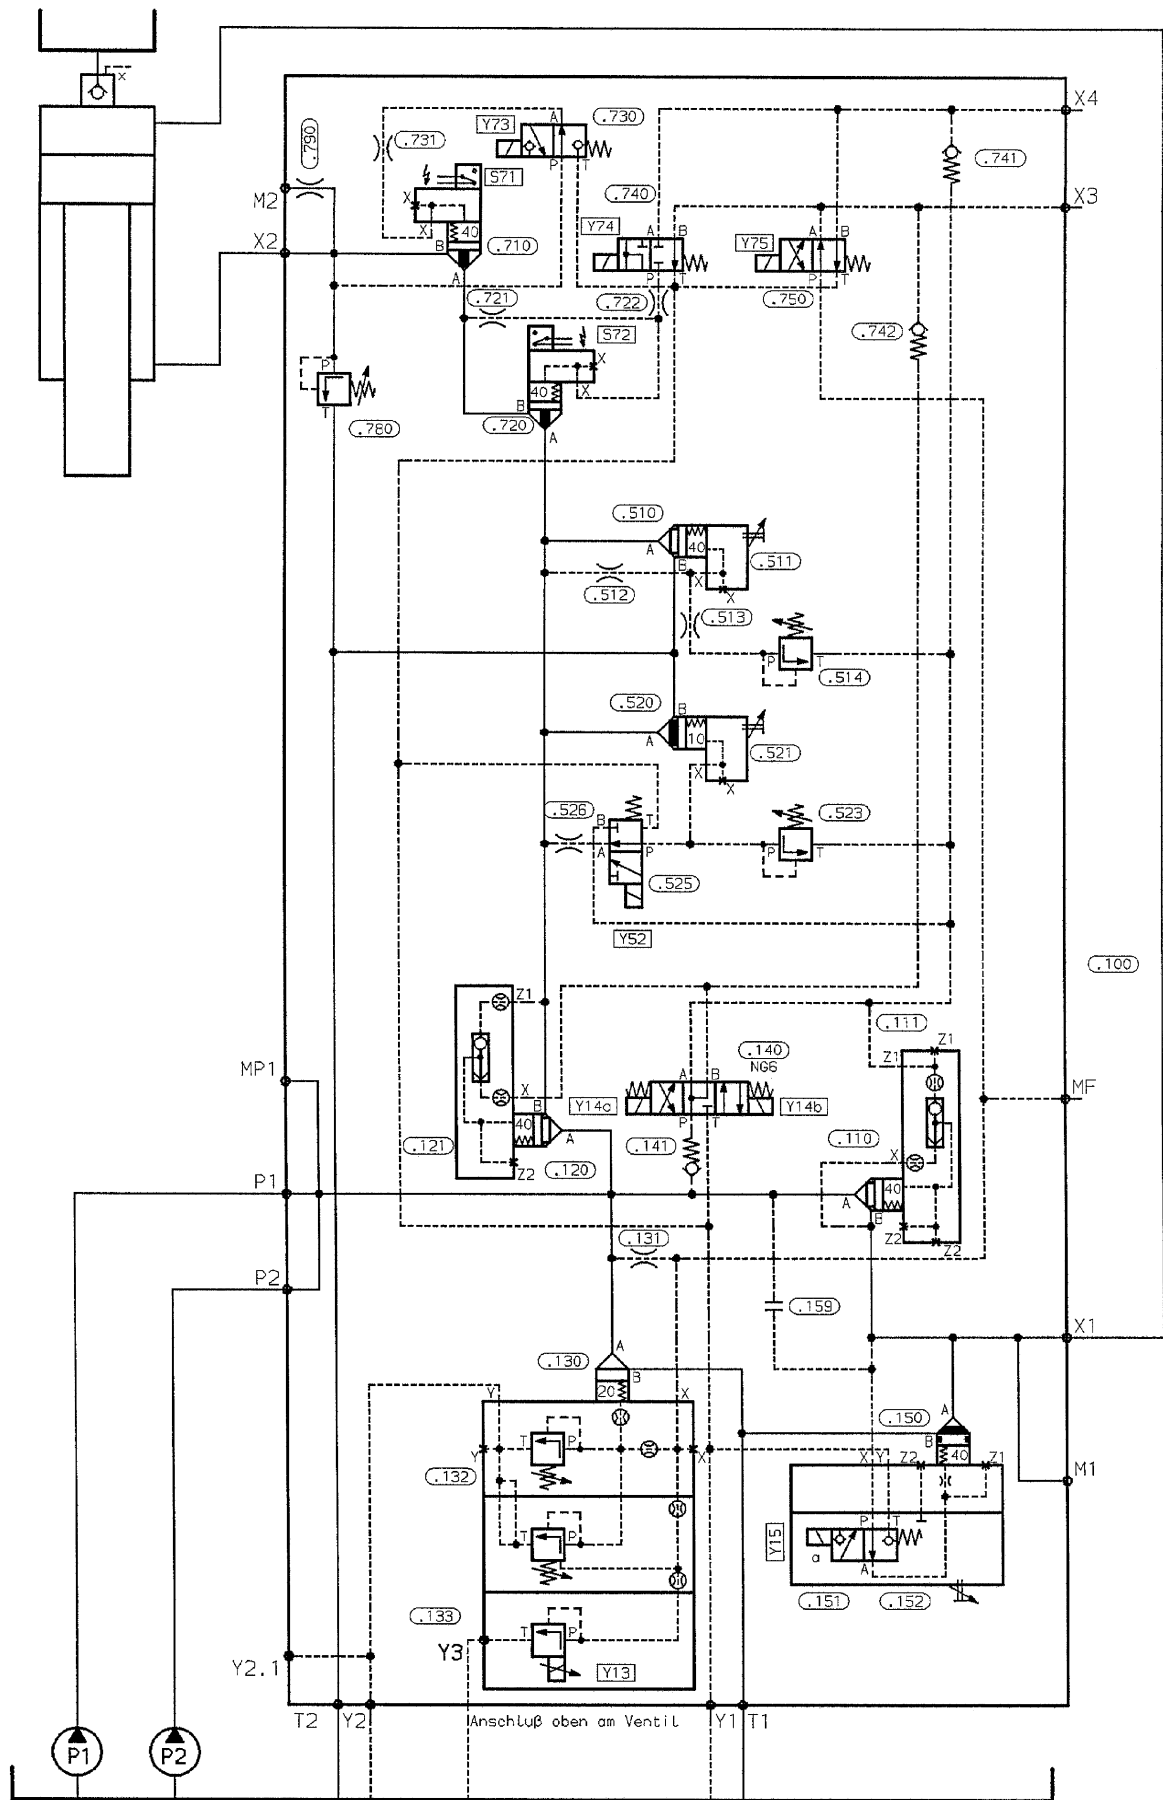 x
X4
A
Y73
.730
.790
.731
.741
P
T
S71
X
.740
M2
X3
X
40
Y74
A
B
Y75
A
B
X2
B
.710
A
P
T
P
T
.721
.722
.750
S72
.742
X
P
40
X
T
B
.780
.720
A
.510
A
40
.511
B
X
X
.512
.513
P
T
.514
.520
B
A
10
.521
X
X
.526
B
T
.523
A
P
P
T
.525
Y52
.100
Z1
.111
Z1
MP1
.140
NG6
Z1
A
B
MF
X
Y14a
Y14b
B
P
T
40
A
.141
.110
.121
X
Z2
.120
P1
A
40
B
.131
Z2
Z2
P2
.159
X1
A
.130
B
20
Y
X
A
.150
B
T
P
40
Y
X
X
Y
Z2
Z1
M1
.132
T
P
P
T
Y15
a
A
.133
.151
.152
T
P
Y3
Y13
Y2.1
T2
Y2
Anschluß oben am Ventil
Y1
T1
P1
P2